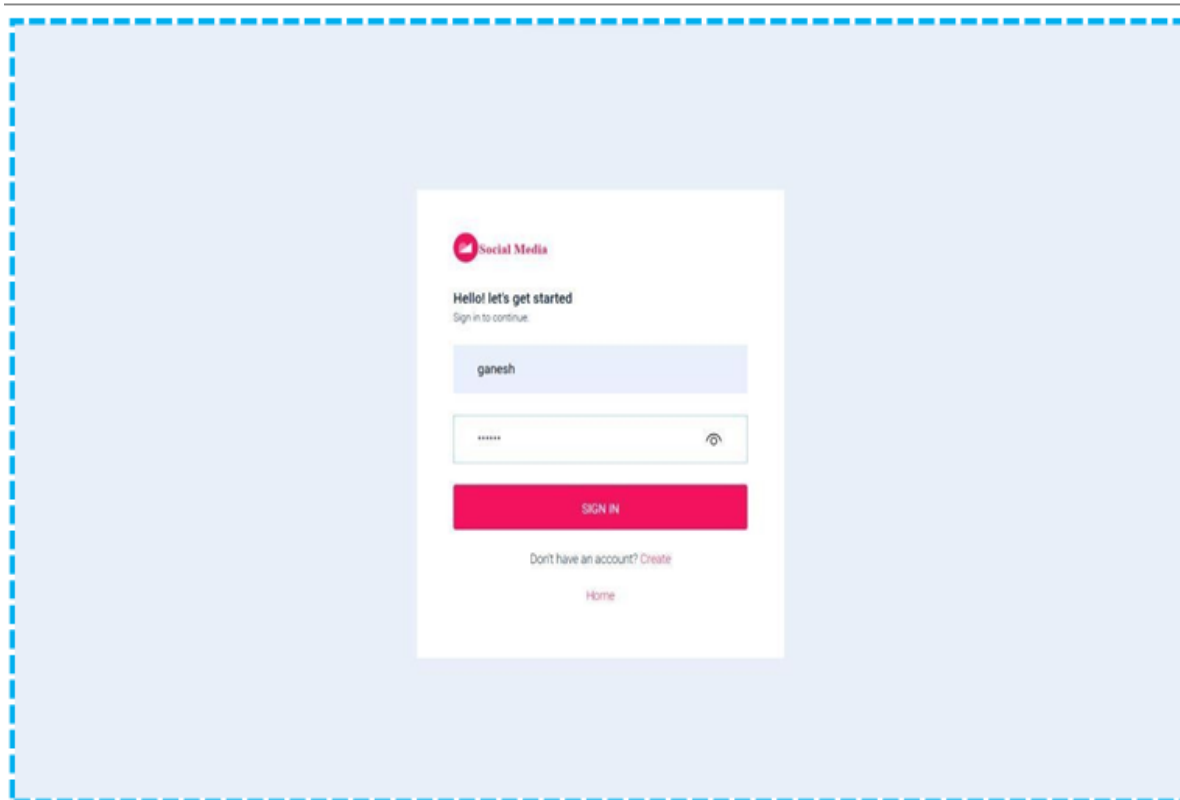 Social Media
Hello! let's get started
Sign in to continue.
ganesh
······
SIGN IN
Don't have an account? Create
Home